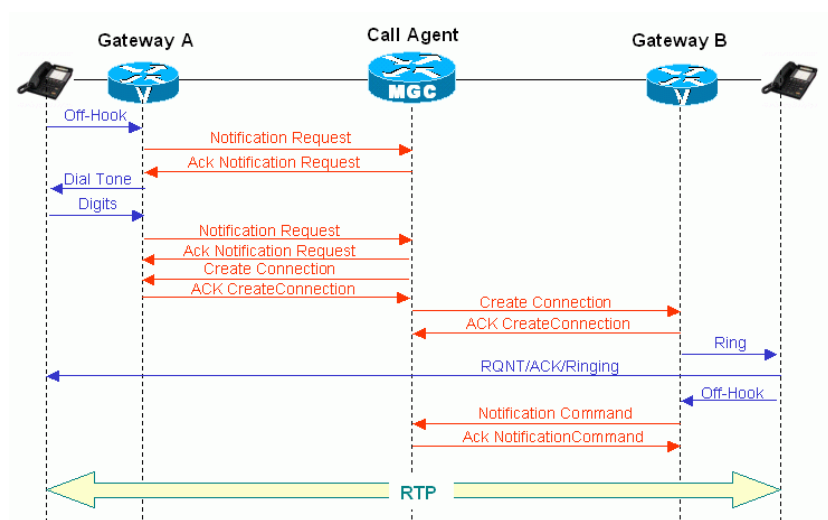 Gateway A
Call Agent
Gateway B
V
MGC
V
Off-Hook
Notification Request
Ack Notification Request
Dial Tone
Digits
Notification Request
Ack Notification Request
Create Connection
ACK CreateConnection
Create Connection
ACK CreateConnection
Ring
RQNT/ACK/Ringing
Off-Hook
Notification Command
Ack NotificationCommand
RTP